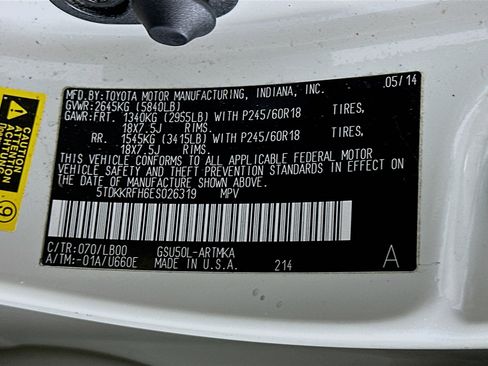 MFD.BY:TOYOTA MOTOR MANUFACTURING, INDIANA, INC. 05/14
GVWR:2645KG (5840LB)
GAWR:FRT. 1340KG (2955LB) WITH P245/60R18 TIRES,
18X7.5J RIMS.
RR. 1545KG (3415LB) WITH P245/60R18 TIRES,
18X7.5J RIMS.
THIS VEHICLE CONFORMS TO ALL APPLICABLE FEDERAL MOTOR
VEHICLE SAFETY AND THEFT PREVENTION STANDARDS IN EFFECT
ON THE DATE OF MANUFACTURE SHOWN ABOVE.
5TDKKRFH6ES026319 MPV
C/TR:070/LB00 GSU50L-ARTMKA
A/TM:-01A/U660E MADE IN U.S.A. 214 A
CAUTION
ATTENTION